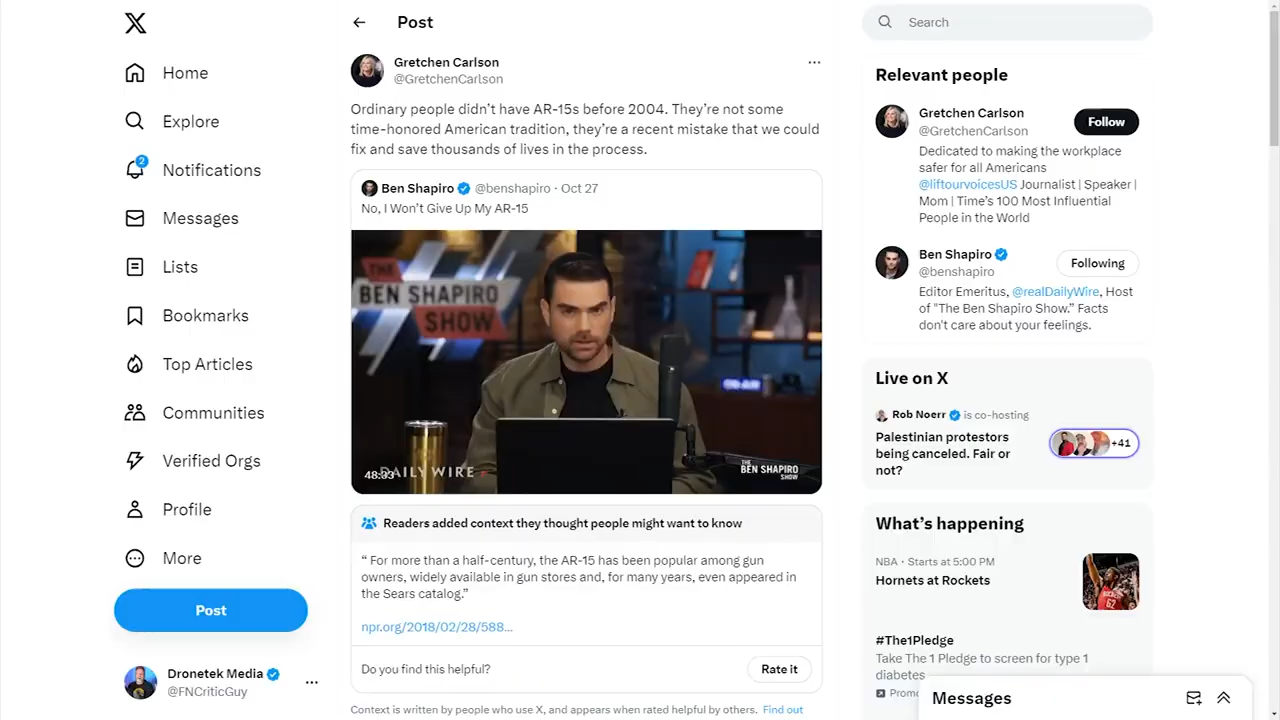 Home
Explore
2
Notifications
Messages
Lists
Bookmarks
Top Articles
Communities
Verified Orgs
Profile
More
Post
Dronetek Media
@FNCriticGuy
Post
Gretchen Carlson
@GretchenCarlson
Ordinary people didn't have AR-15s before 2004. They're not some
time-honored American tradition, they're a recent mistake that we could
fix and save thousands of lives in the process.
Ben Shapiro @benshapiro · Oct 27
No, I Won't Give Up My AR-15
THE
BEN SHAPIRO
SHOW
DAILY WIRE
THE
BEN SHAPIRO
SHOW
Readers added context they thought people might want to know
“ For more than a half-century, the AR-15 has been popular among gun
owners, widely available in gun stores and, for many years, even appeared in
the Sears catalog.”
npr.org/2018/02/28/588...
Do you find this helpful?
Rate it
Context is written by people who use X, and appears when rated helpful by others. Find out
Search
Relevant people
Gretchen Carlson
@GretchenCarlson
Follow
Dedicated to making the workplace
safer for all Americans
@liftourvoicesUS Journalist | Speaker |
Mom | Time's 100 Most Influential
People in the World
Ben Shapiro
@benshapiro
Following
Editor Emeritus, @realDailyWire, Host
of "The Ben Shapiro Show." Facts
don't care about your feelings.
Live on X
Rob Noerr is co-hosting
Palestinian protestors
being canceled. Fair or
not?
+41
What's happening
NBA · Starts at 5:00 PM
Hornets at Rockets
#The1Pledge
Take The 1 Pledge to screen for type 1
diabetes
Promo
Messages